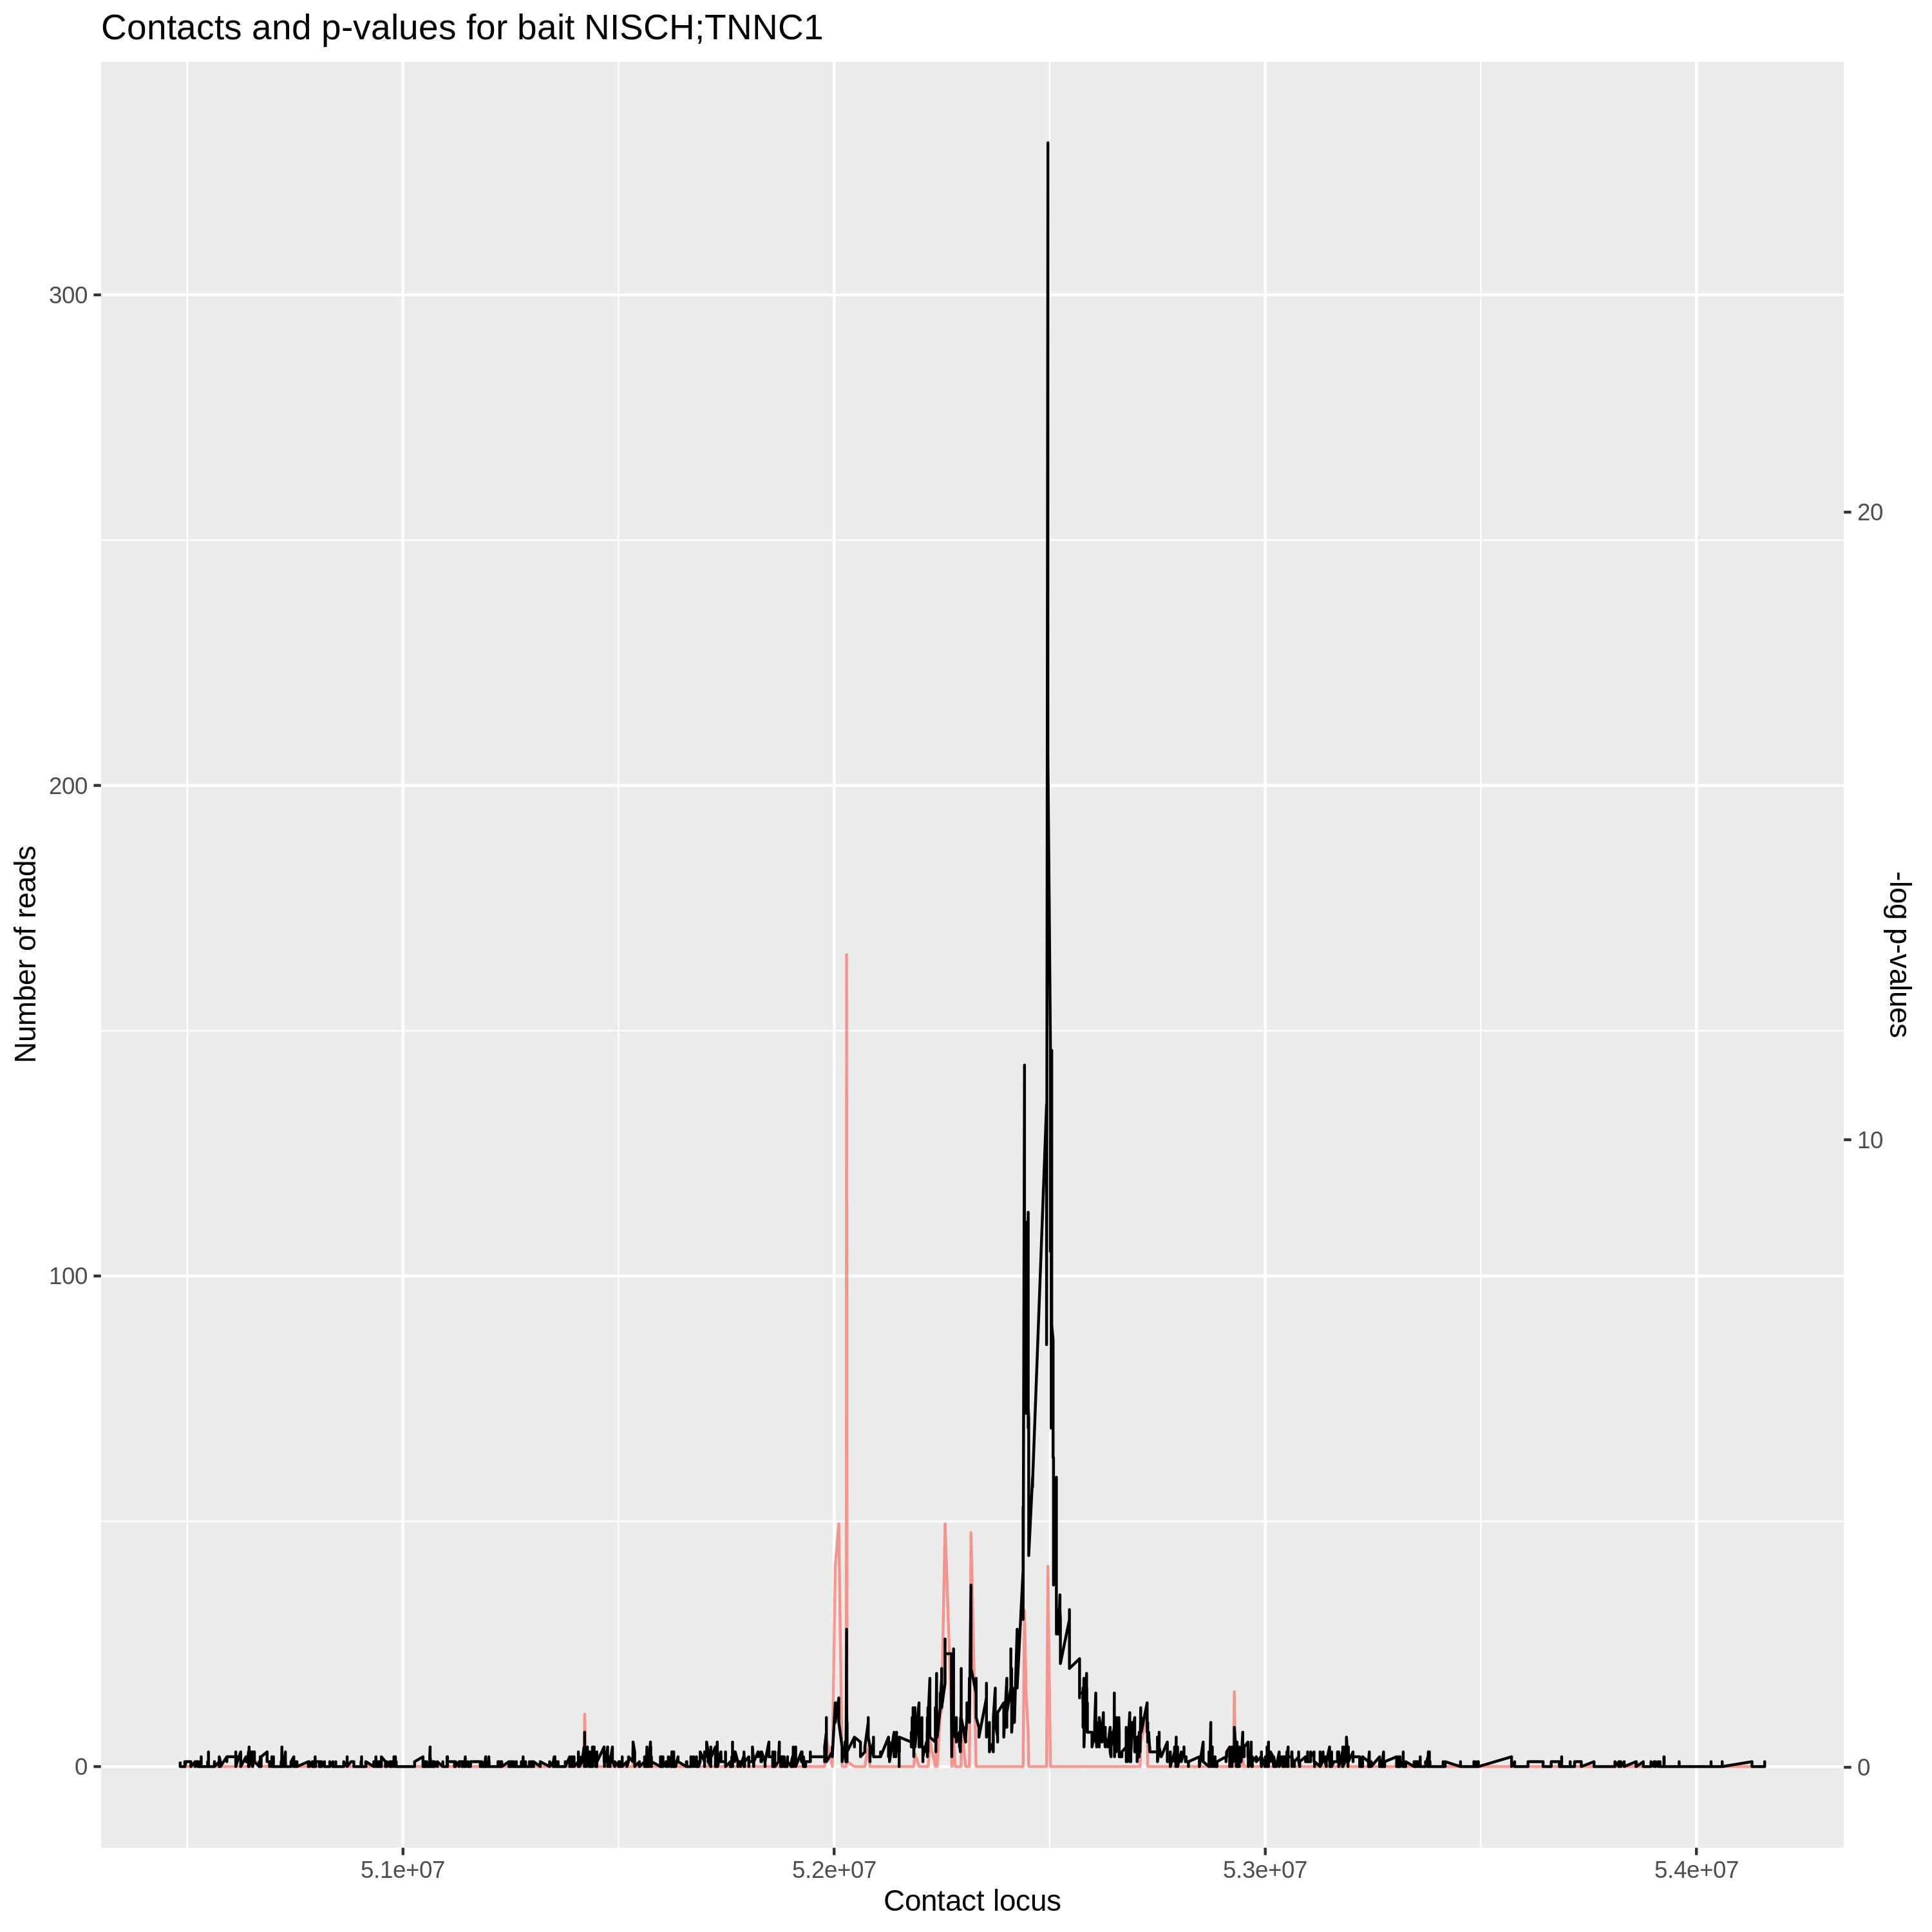 Contacts and p-values for bait NISCH;TNNC1
Number of reads
300
200
100
0
20
10
0
-log p-values
5.1e+07
5.2e+07
5.3e+07
5.4e+07
Contact locus